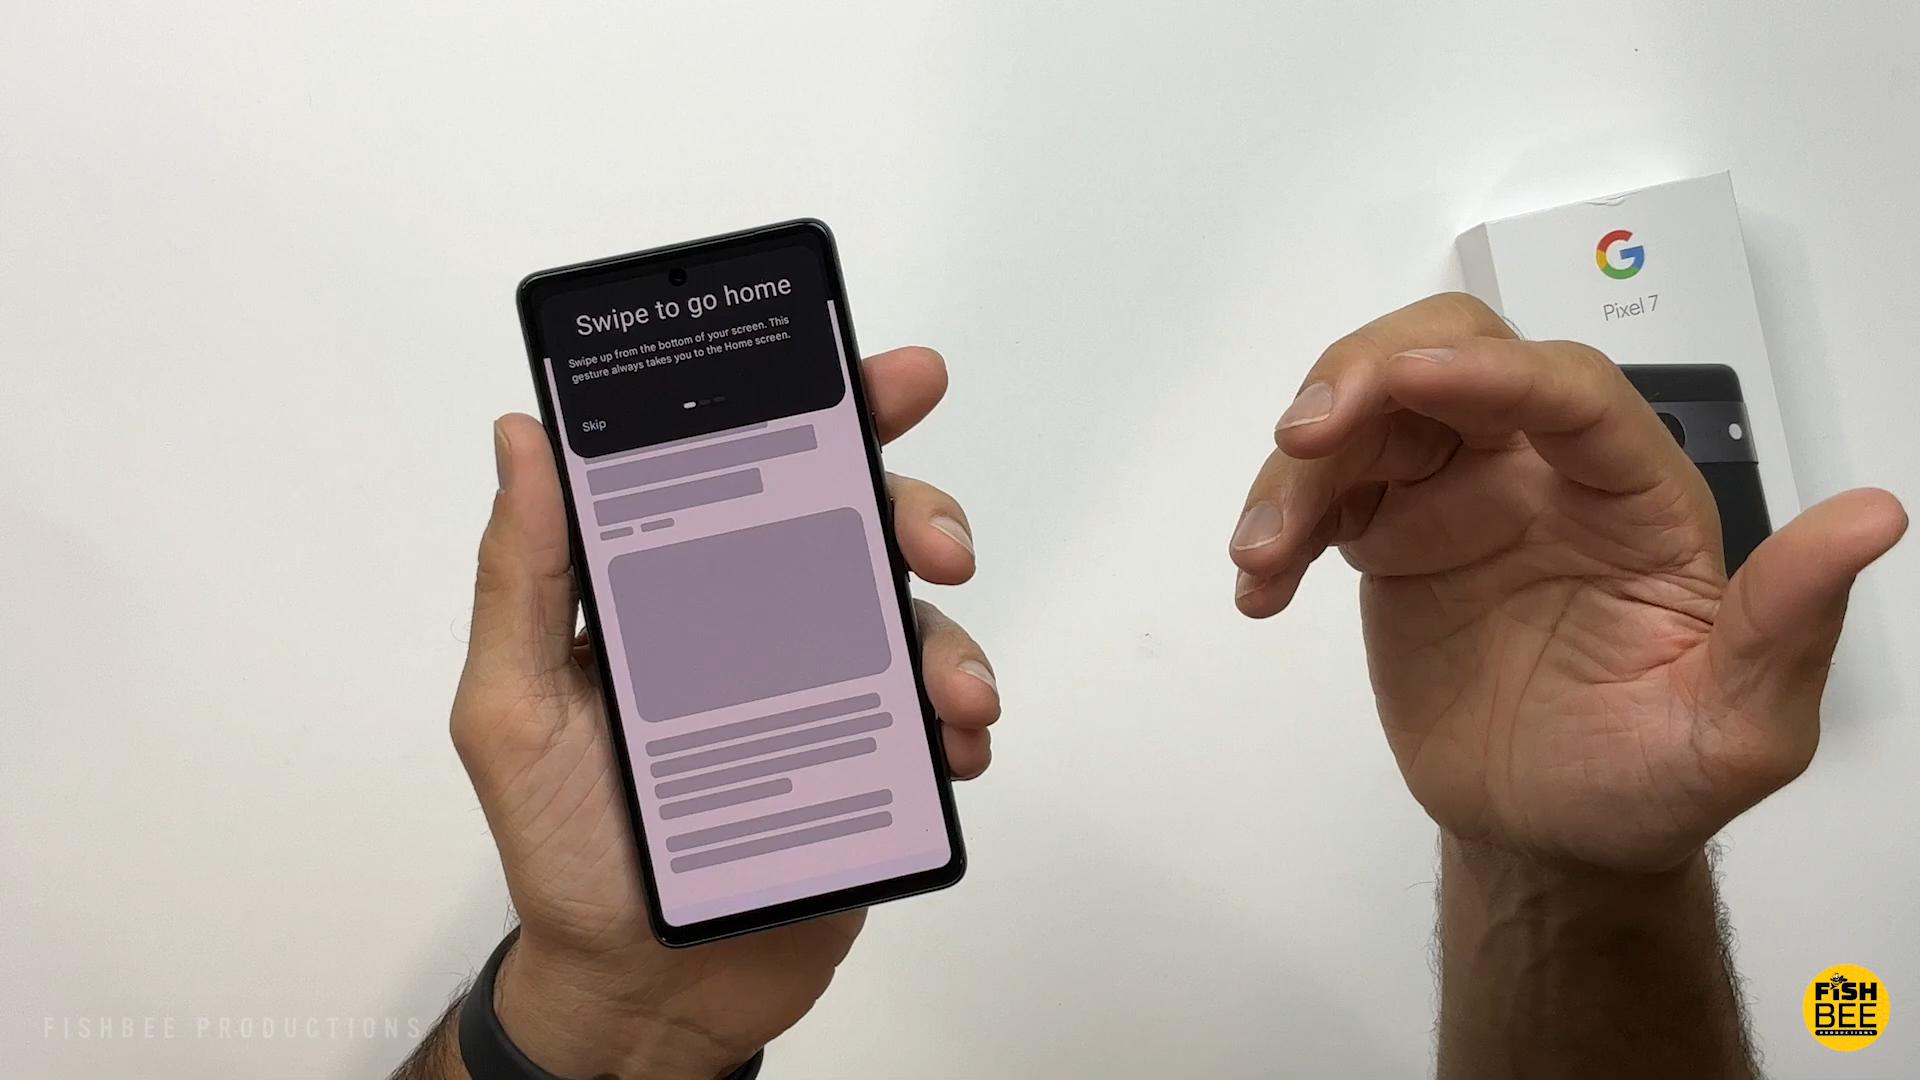 Swipe to go home
Swipe up from the bottom of your screen. This
gesture always takes you to the Home screen.
Skip
G
Pixel 7
FISHBEE PRODUCTIONS
FISH
BEE
PRODUCTIONS